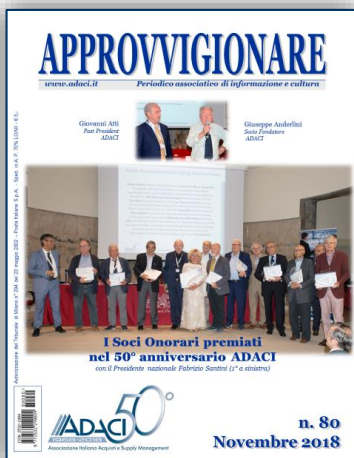 APPROVVIGIONARE
www.adaci.it
Periodico associativo di informazione e cultura
Giovanni Atti
Past President
ADACI
Giuseppe Anderlini
Socio Fondatore
ADACI
I Soci Onorari premiati
nel 50° anniversario ADACI
con il Presidente nazionale Fabrizio Santini (1° a sinistra)
ADACI
50°
1968-2018
Associazione Italiana Acquisti e Supply Management
n. 80
Novembre 2018